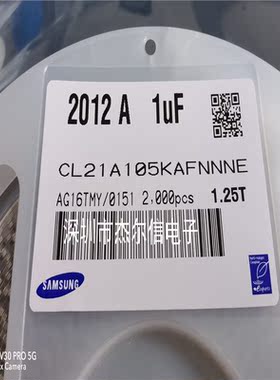 2012 A 1uF
CL21A105KAFNNNE
AG16TMY/0151 2,000pcs 1.25T
深圳市杰尔信电子
SAMSUNG
V30 PRO 5G
x Camera